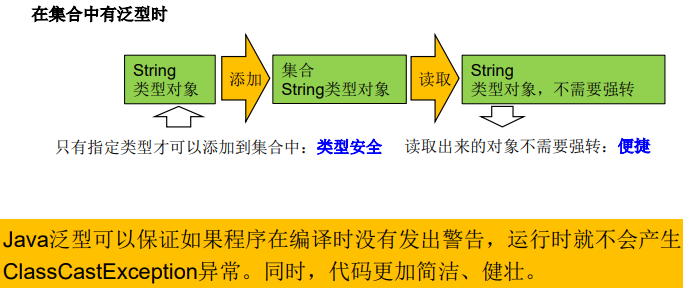 在集合中有泛型时
String
类型对象
添加
集合
String类型对象
读取
String
类型对象，不需要强转
只有指定类型才可以添加到集合中：类型安全
读取出来的对象不需要强转：便捷
Java泛型可以保证如果程序在编译时没有发出警告，运行时就不会产生
ClassCastException异常。同时，代码更加简洁、健壮。